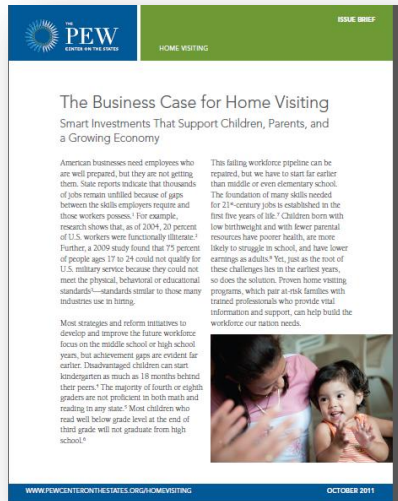 THE
PEW
CENTER ON THE STATES
HOME VISITING
ISSUE BRIEF
The Business Case for Home Visiting
Smart Investments That Support Children, Parents, and
a Growing Economy
American businesses need employees who
are well prepared, but they are not getting
them. State reports indicate that thousands
of jobs remain unfilled because of gaps
between the skills employers require and
those workers possess.1 For example,
research shows that, as of 2004, 20 percent
of U.S. workers were functionally illiterate.2
Further, a 2009 study found that 75 percent
of people ages 17 to 24 could not qualify for
U.S. military service because they could not
meet the physical, behavioral or educational
standards3—standards similar to those many
industries use in hiring.
Most strategies and reform initiatives to
develop and improve the future workforce
focus on the middle school or high school
years, but achievement gaps are evident far
earlier. Disadvantaged children can start
kindergarten as much as 18 months behind
their peers.4 The majority of fourth or eighth
graders are not proficient in both math and
reading in any state.5 Most children who
read well below grade level at the end of
third grade will not graduate from high
school.6
This failing workforce pipeline can be
repaired, but we have to start far earlier
than middle or even elementary school.
The foundation of many skills needed
for 21st-century jobs is established in the
first five years of life.7 Children born with
low birthweight and with fewer parental
resources have poorer health, are more
likely to struggle in school, and have lower
earnings as adults.8 Yet, just as the root of
these challenges lies in the earliest years,
so does the solution. Proven home visiting
programs, which pair at-risk families with
trained professionals who provide vital
information and support, can help build the
workforce our nation needs.
WWW.PEWCENTERONTHESTATES.ORG/HOMEVISITING
OCTOBER 2011